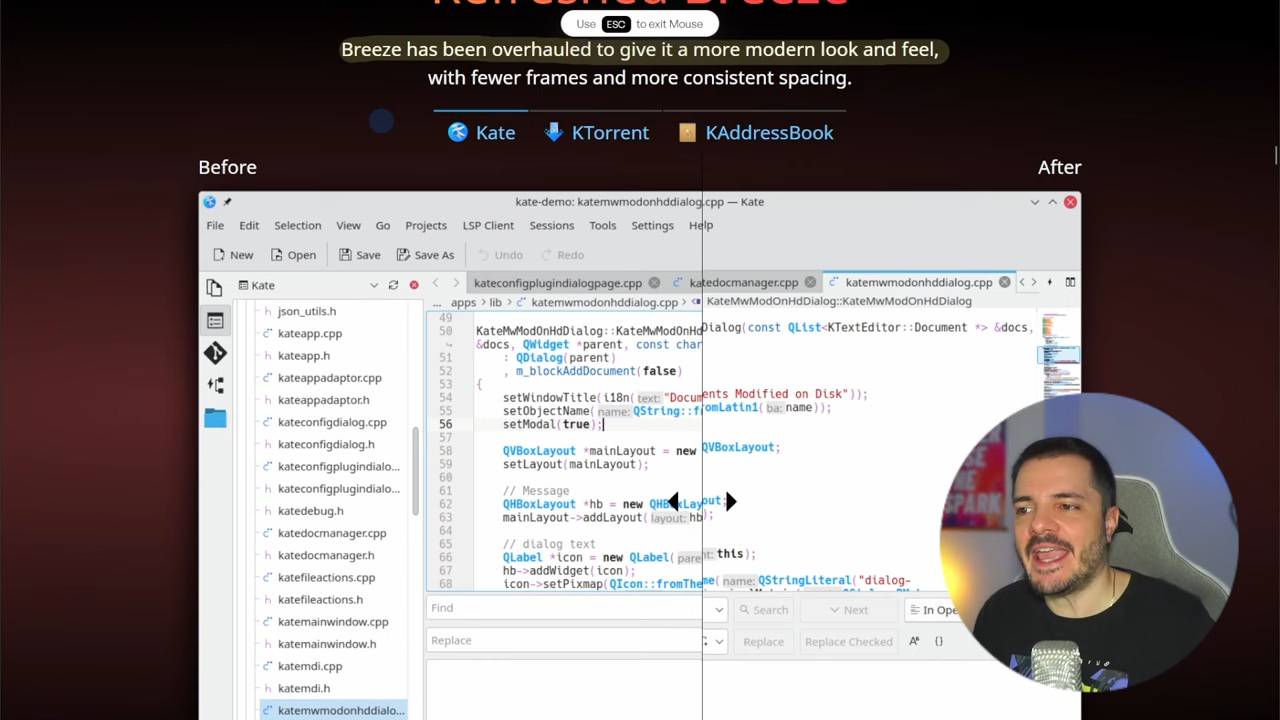 Refreshed Breeze
Use ESC to exit Mouse
Breeze has been overhauled to give it a more modern look and feel,
with fewer frames and more consistent spacing.
Kate KTorrent KAddressBook
Before After
kate-demo: katemwmodonhddialog.cpp — Kate
File Edit Selection View Go Projects LSP Client Sessions Tools Settings Help
New Open Save Save As Undo Redo
Kate
kateconfigplugindialogpage.cpp katedocmanager.cpp katemwmodonhddialog.cpp
... apps lib katemwmodonhddialog.cpp KateMwModOnHdDialog::KateMwModOnHdDialog
json_utils.h
kateapp.cpp
kateapp.h
kateappadaptor.cpp
kateappadaptor.h
kateconfigdialog.cpp
kateconfigdialog.h
kateconfigplugindialo...
kateconfigplugindialo...
katedebug.h
katedocmanager.cpp
katedocmanager.h
katefileactions.cpp
katefileactions.h
katemainwindow.cpp
katemainwindow.h
katemdi.cpp
katemdi.h
katemwmodonhddialo...
49
50 KateMwModOnHdDialog::KateMwModOnHdDialog(const QList<KTextEditor::Document *> &docs,
&docs, QWidget *parent, const char
51 : QDialog(parent)
52 , m_blockAddDocument(false)
53 {
54 setWindowTitle(i18n(text: "Documents Modified on Disk"));
55 setObjectName(name: QString::fromLatin1(ba: name));
56 setModal(true);
57
58 QVBoxLayout *mainLayout = new QVBoxLayout;
59 setLayout(mainLayout);
60
61 // Message
62 QHBoxLayout *hb = new QHBoxLayout;
63 mainLayout->addLayout(layout: hb);
64
65 // dialog text
66 QLabel *icon = new QLabel(parent: this);
67 hb->addWidget(icon);
68 icon->setPixmap(QIcon::fromTheme(name: QStringLiteral("dialog-
Find Search Next In Ope
Replace Replace Replace Checked {}